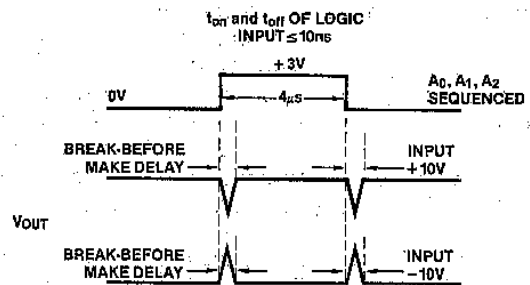 ton and toff OF LOGIC
INPUT ≤ 10ns
+3V
0V
4µs
A0, A1, A2
SEQUENCED
BREAK-BEFORE
MAKE DELAY
INPUT
+10V
VOUT
BREAK-BEFORE
MAKE DELAY
INPUT
-10V